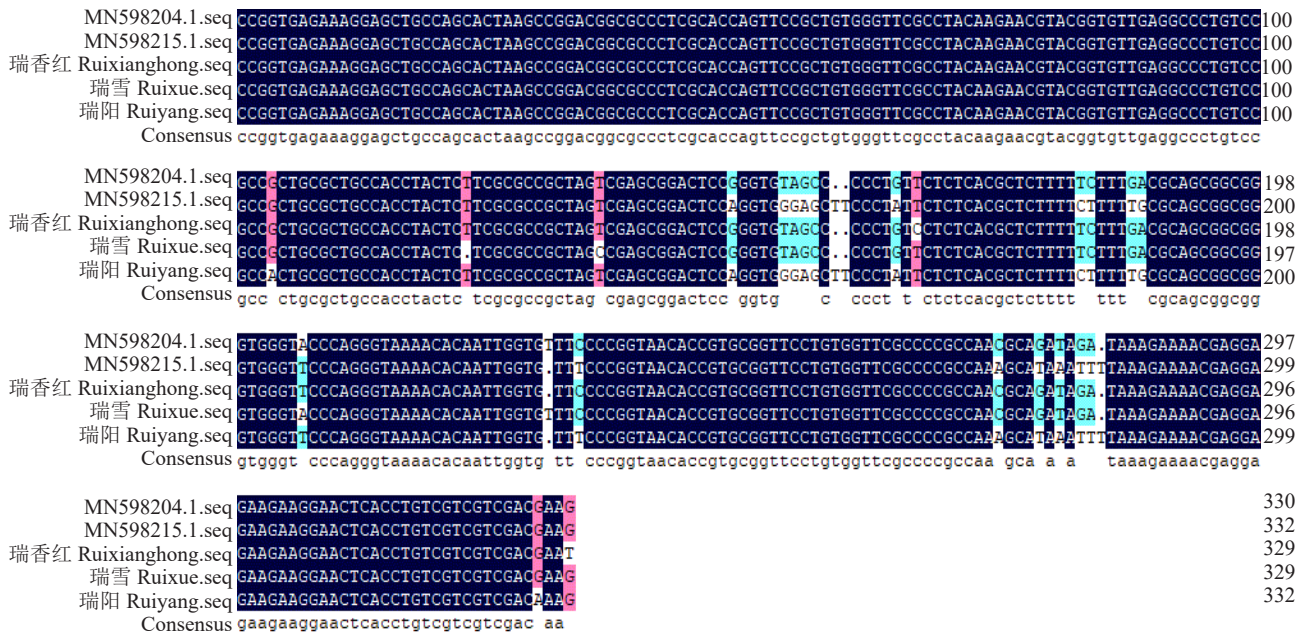 MN598204.1.seq CCGGTGAGAAAGGAGCTGCCAGCACTAAGCCGGACGGCGCCCTCGCACCAGTTCCGCTGTGGGTTCGCCTACAAGAACGTACGGTGTTGAGGCCCTGTCC 100
MN598215.1.seq CCGGTGAGAAAGGAGCTGCCAGCACTAAGCCGGACGGCGCCCTCGCACCAGTTCCGCTGTGGGTTCGCCTACAAGAACGTACGGTGTTGAGGCCCTGTCC 100
瑞香红 Ruixianghong.seq CCGGTGAGAAAGGAGCTGCCAGCACTAAGCCGGACGGCGCCCTCGCACCAGTTCCGCTGTGGGTTCGCCTACAAGAACGTACGGTGTTGAGGCCCTGTCC 100
瑞雪 Ruixue.seq CCGGTGAGAAAGGAGCTGCCAGCACTAAGCCGGACGGCGCCCTCGCACCAGTTCCGCTGTGGGTTCGCCTACAAGAACGTACGGTGTTGAGGCCCTGTCC 100
瑞阳 Ruiyang.seq CCGGTGAGAAAGGAGCTGCCAGCACTAAGCCGGACGGCGCCCTCGCACCAGTTCCGCTGTGGGTTCGCCTACAAGAACGTACGGTGTTGAGGCCCTGTCC 100
Consensus ccggtgagaaaggagctgccagcactaagccggacggcgccctcgcaccagttccgctgtgggttcgcctacaagaacgtacggtgttgaggccctgtcc
MN598204.1.seq GCCGCTGCGCTGCCACCTACTCTTCGCGCCGCTAGTCGAGCGGACTCCGGGTGTAGCC..CCCTGTTCTCTCACGCTCTTTTTCTTTGACGCAGCGGCGG 198
MN598215.1.seq GCCGCTGCGCTGCCACCTACTCTTCGCGCCGCTAGTCGAGCGGACTCCAGGTGGGAGCTTCCCTATTCTCTCACGCTCTTTTCTTTTTGCGCAGCGGCGG 200
瑞香红 Ruixianghong.seq GCCGCTGCGCTGCCACCTACTCTTCGCGCCGCTAGTCGAGCGGACTCCGGGTGTAGCC..CCCTGTCCTCTCACGCTCTTTTTCTTTGACGCAGCGGCGG 198
瑞雪 Ruixue.seq GCCGCTGCGCTGCCACCTACTC.TCGCGCCGCTAGCCGAGCGGACTCCGGGTGTAGCC..CCCTGTTCTCTCACGCTCTTTTTCTTTGACGCAGCGGCGG 197
瑞阳 Ruiyang.seq GCCACTGCGCTGCCACCTACTCTTCGCGCCGCTAGTCGAGCGGACTCCAGGTGGGAGCTTCCCTATTCTCTCACGCTCTTTTCTTTTTGCGCAGCGGCGG 200
Consensus gcc ctgcgctgccacctactc tcgcgccgctag cgagcggactcc ggtg c ccct t ctctcacgctctttt ttt cgcagcggcgg
MN598204.1.seq GTGGGTACCCAGGGTAAAACACAATTGGTGTTTCCCCGGTAACACCGTGCGGTTCCTGTGGTTCGCCCCGCCAACGCAGATAGA.TAAAGAAAACGAGGA 297
MN598215.1.seq GTGGGTTCCCAGGGTAAAACACAATTGGTG.TTTCCCGGTAACACCGTGCGGTTCCTGTGGTTCGCCCCGCCAAAGCATAAATTTTAAAGAAAACGAGGA 299
瑞香红 Ruixianghong.seq GTGGGTTCCCAGGGTAAAACACAATTGGTG.TTCCCCGGTAACACCGTGCGGTTCCTGTGGTTCGCCCCGCCAACGCAGATAGA.TAAAGAAAACGAGGA 296
瑞雪 Ruixue.seq GTGGGTACCCAGGGTAAAACACAATTGGTGTTTCCCCGGTAACACCGTGCGGTTCCTGTGGTTCGCCCCGCCAACGCAGATAGA.TAAAGAAAACGAGGA 296
瑞阳 Ruiyang.seq GTGGGTTCCCAGGGTAAAACACAATTGGTG.TTTCCCGGTAACACCGTGCGGTTCCTGTGGTTCGCCCCGCCAAAGCATAAATTTTAAAGAAAACGAGGA 299
Consensus gtgggt cccagggtaaaacacaattggtg tt cccggtaacaccgtgcggttcctgtggttcgccccgccaa gca a a taaagaaaacgagga
MN598204.1.seq GAAGAAGGAACTCACCTGTCGTCGTCGACGAAG 330
MN598215.1.seq GAAGAAGGAACTCACCTGTCGTCGTCGACGAAG 332
瑞香红 Ruixianghong.seq GAAGAAGGAACTCACCTGTCGTCGTCGACGAAT 329
瑞雪 Ruixue.seq GAAGAAGGAACTCACCTGTCGTCGTCGACGAAG 329
瑞阳 Ruiyang.seq GAAGAAGGAACTCACCTGTCGTCGTCGACAAAG 332
Consensus gaagaaggaactcacctgtcgtcgtcgac aa